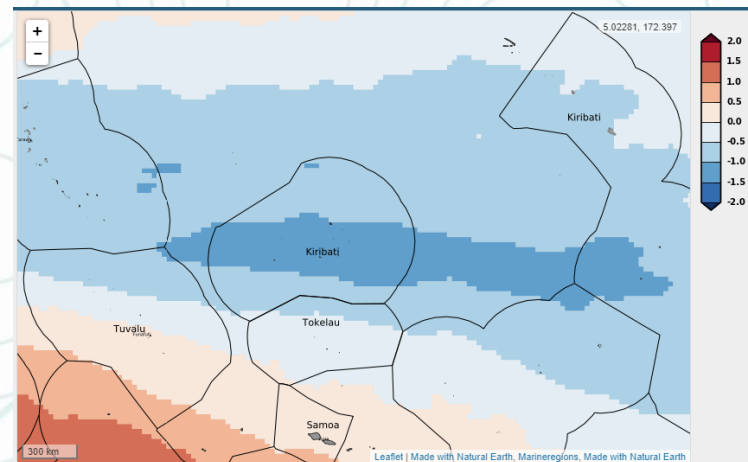 +
−
5.02281, 172.397
2.0
1.5
1.0
0.5
0.0
-0.5
-1.0
-1.5
-2.0
Kiribati
Kiribati
Tokelau
Tuvalu
Samoa
300 km
Leaflet | Made with Natural Earth, Marineregions, Made with Natural Earth